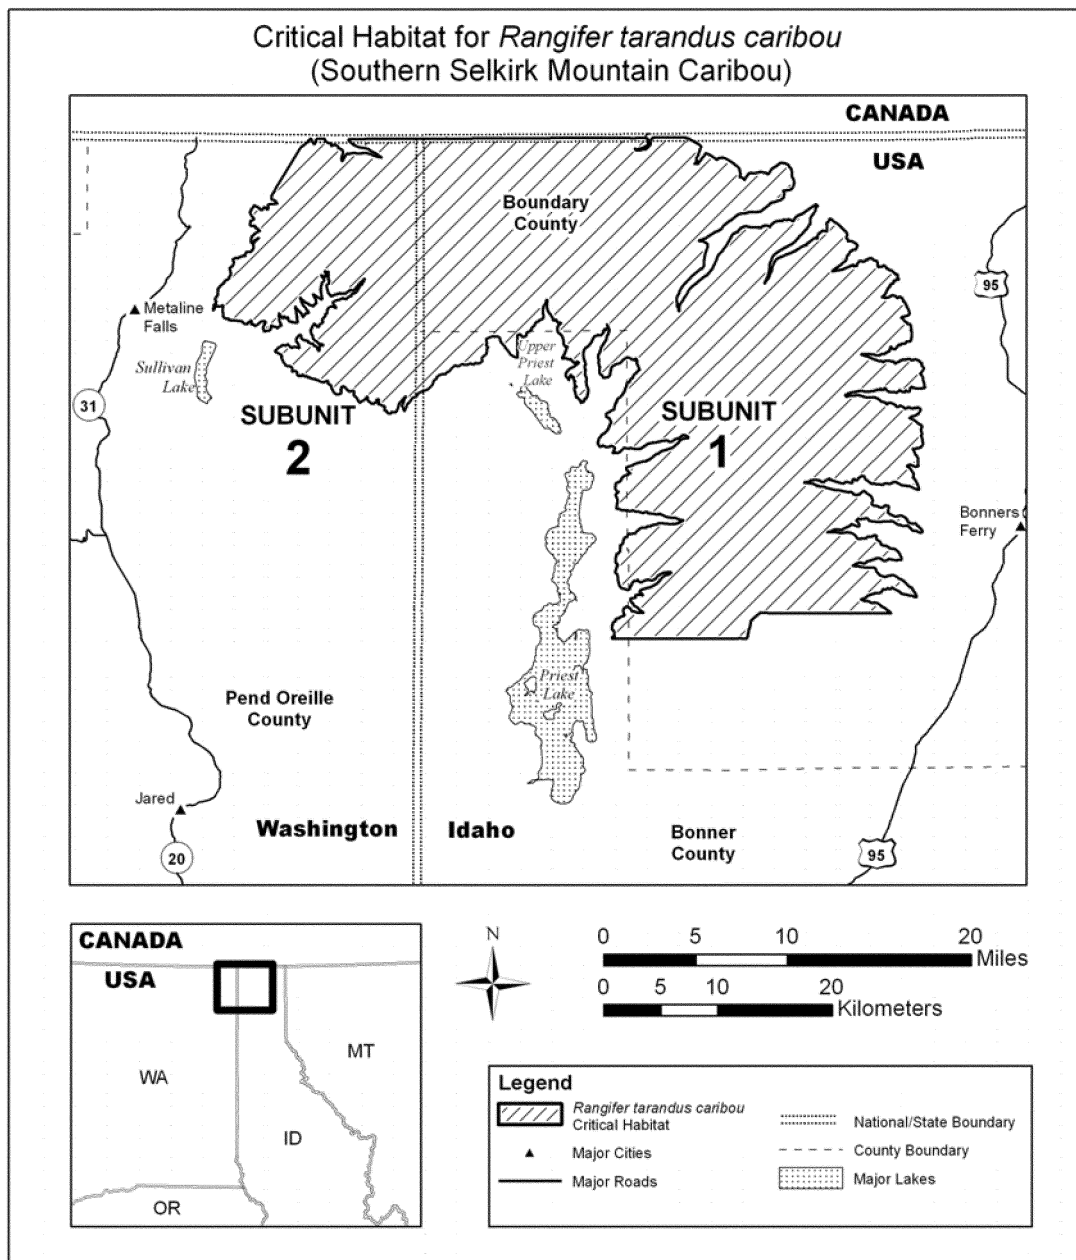 Critical Habitat for Rangifer tarandus caribou
(Southern Selkirk Mountain Caribou)
CANADA
USA
Boundary
County
95
Metaline
Falls
Upper
Priest
Lake
Sullivan
Lake
31
SUBUNIT
2
SUBUNIT
1
Bonners
Ferry
Priest
Lake
Pend Oreille
County
Jared
Washington
Idaho
Bonner
County
20
95
CANADA
USA
WA
MT
ID
OR
N
0 5 10 20
Miles
0 5 10 20
Kilometers
Legend
Rangifer tarandus caribou
Critical Habitat
Major Cities
Major Roads
National/State Boundary
County Boundary
Major Lakes